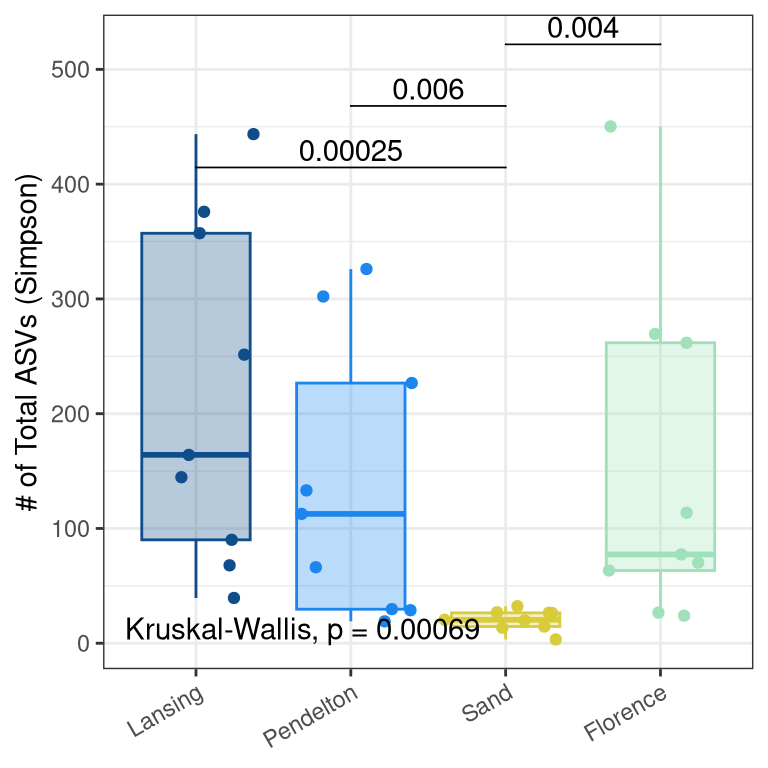 0.004
500
0.006
0.00025
400
300
200
100
0
# of Total ASVs (Simpson)
Kruskal-Wallis, p = 0.00069
Lansing
Pendelton
Sand
Florence